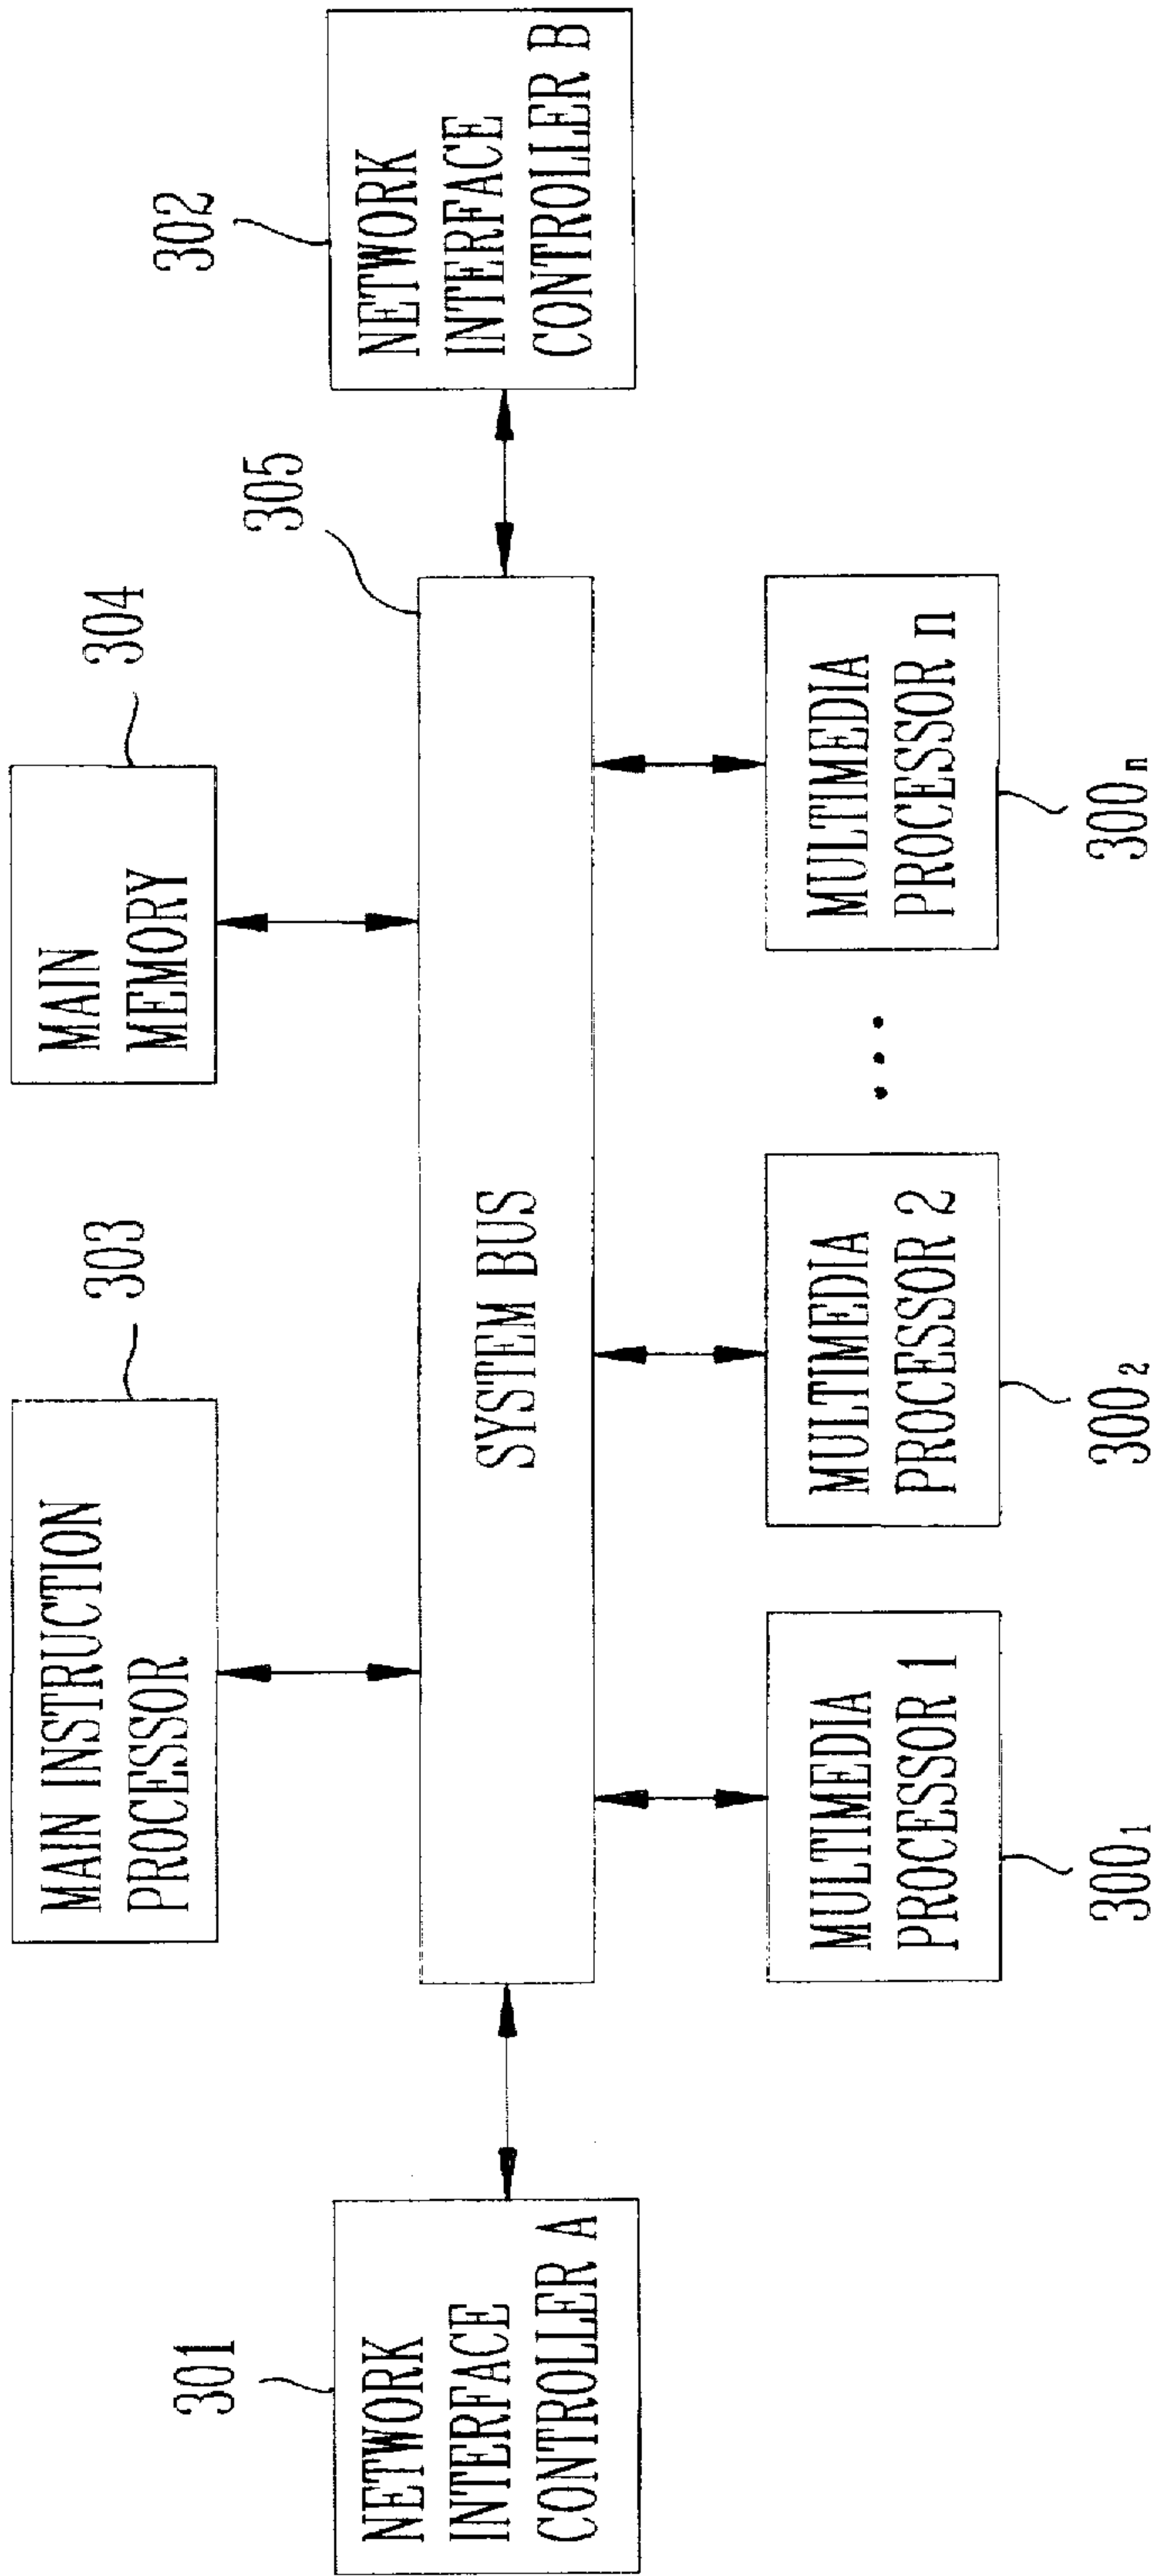 303
304
MAIN INSTRUCTION
PROCESSOR
MAIN
MEMORY
301
305
302
NETWORK
INTERFACE
CONTROLLER A
SYSTEM BUS
NETWORK
INTERFACE
CONTROLLER B
MULTIMEDIA
PROCESSOR 1
MULTIMEDIA
PROCESSOR 2
• • •
MULTIMEDIA
PROCESSOR n
300₁
300₂
300ₙ